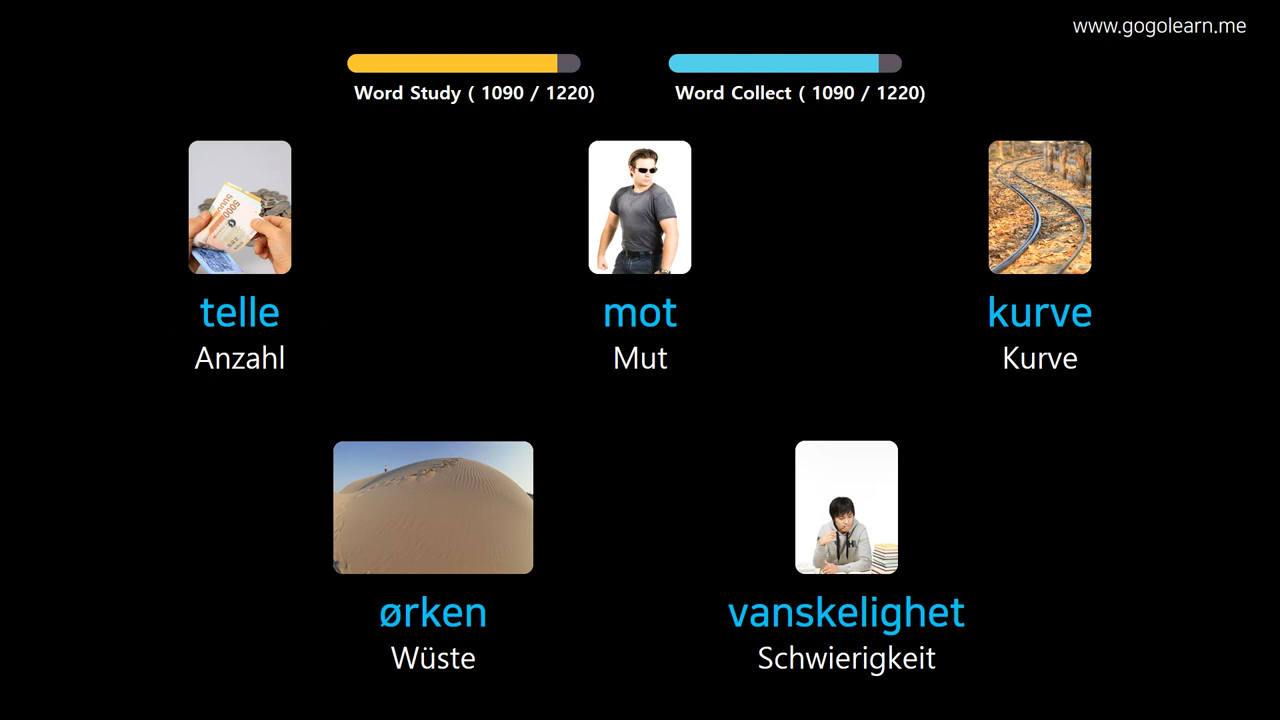 www.gogolearn.me
Word Study ( 1090 / 1220)
Word Collect ( 1090 / 1220)
telle
mot
kurve
Anzahl
Mut
Kurve
ørken
vanskelighet
Wüste
Schwierigkeit